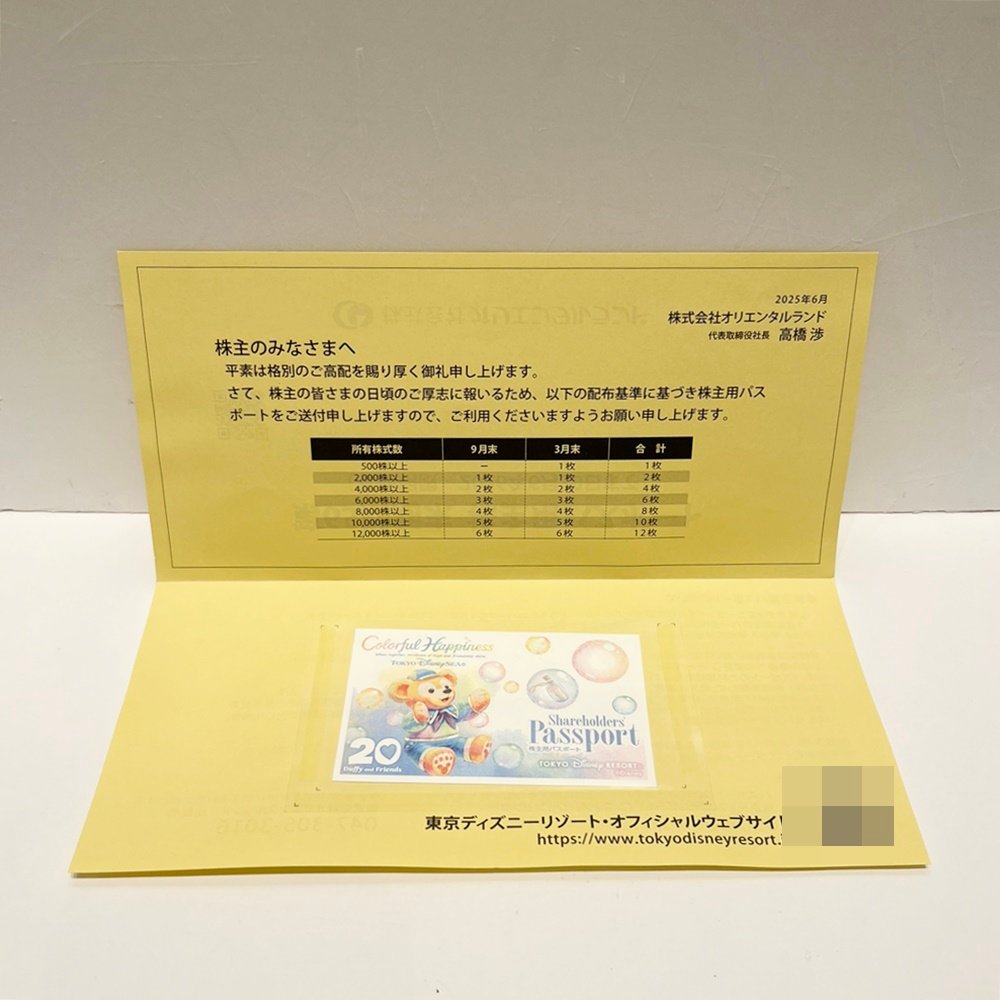 2025年6月
株式会社オリエンタルランド
代表取締役社長 高橋 渉
株主のみなさまへ
平素は格別のご高配を賜り厚く御礼申し上げます。
さて、株主の皆さまの日頃のご厚志に報いるため、以下の配布基準に基づき株主用パス
ポートをご送付申し上げますので、ご利用くださいますようお願い申し上げます。
所有株式数 9月末 3月末 合計
500株以上 － 1枚 1枚
2,000株以上 1枚 1枚 2枚
4,000株以上 2枚 2枚 4枚
6,000株以上 3枚 3枚 6枚
8,000株以上 4枚 4枚 8枚
10,000株以上 5枚 5枚 10枚
12,000株以上 6枚 6枚 12枚
Colorful Happiness
TOKYO DisneySEA
Shareholders'
Passport
株主用パスポート
20
Duffy and Friends
TOKYO Disney RESORT
東京ディズニーリゾート・オフィシャルウェブサイ
https://www.tokyodisneyresort.